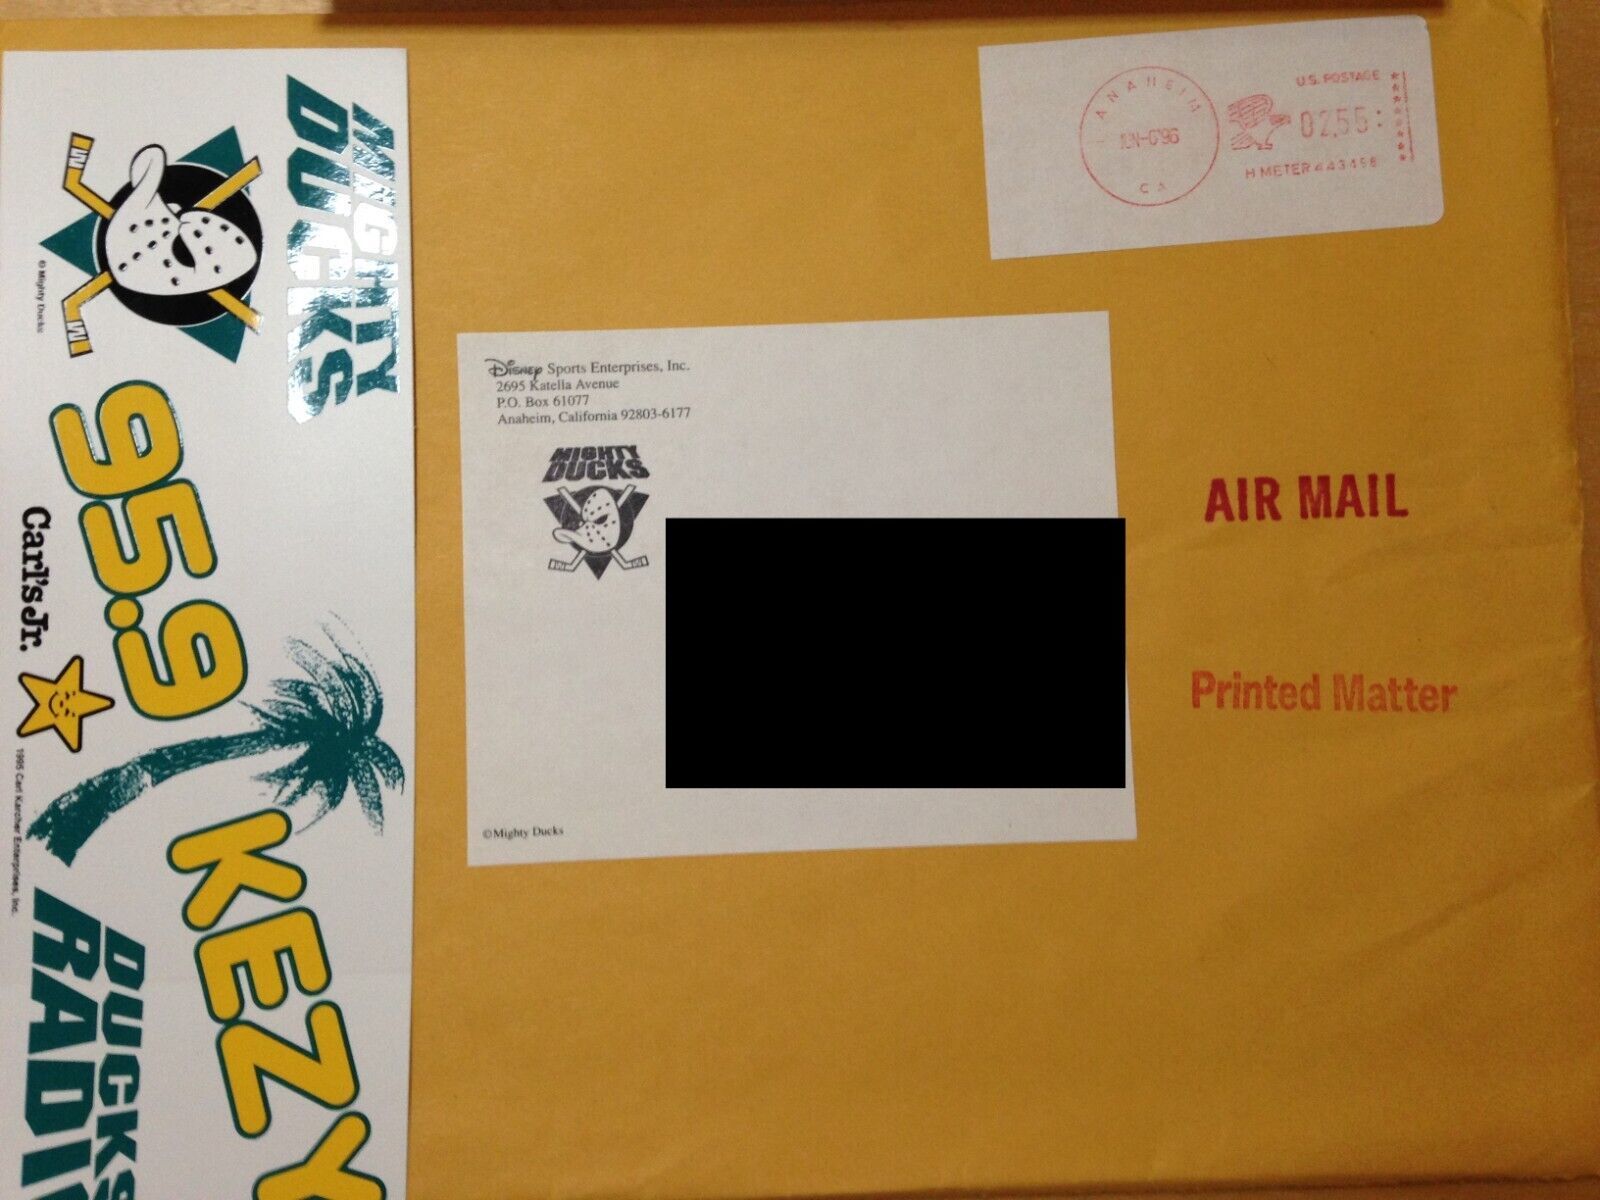 MIGHTY
DUCKS
© Mighty Ducks
95.9
KEZY
Carl's Jr.
1995 Carl Karcher Enterprises, Inc.
DUCKS
RADI
ANAHEIM
CA
U.S. POSTAGE
02.55
H METER 443456
Disney Sports Enterprises, Inc.
2695 Katella Avenue
P.O. Box 61077
Anaheim, California 92803-6177
MIGHTY
DUCKS
©Mighty Ducks
AIR MAIL
Printed Matter